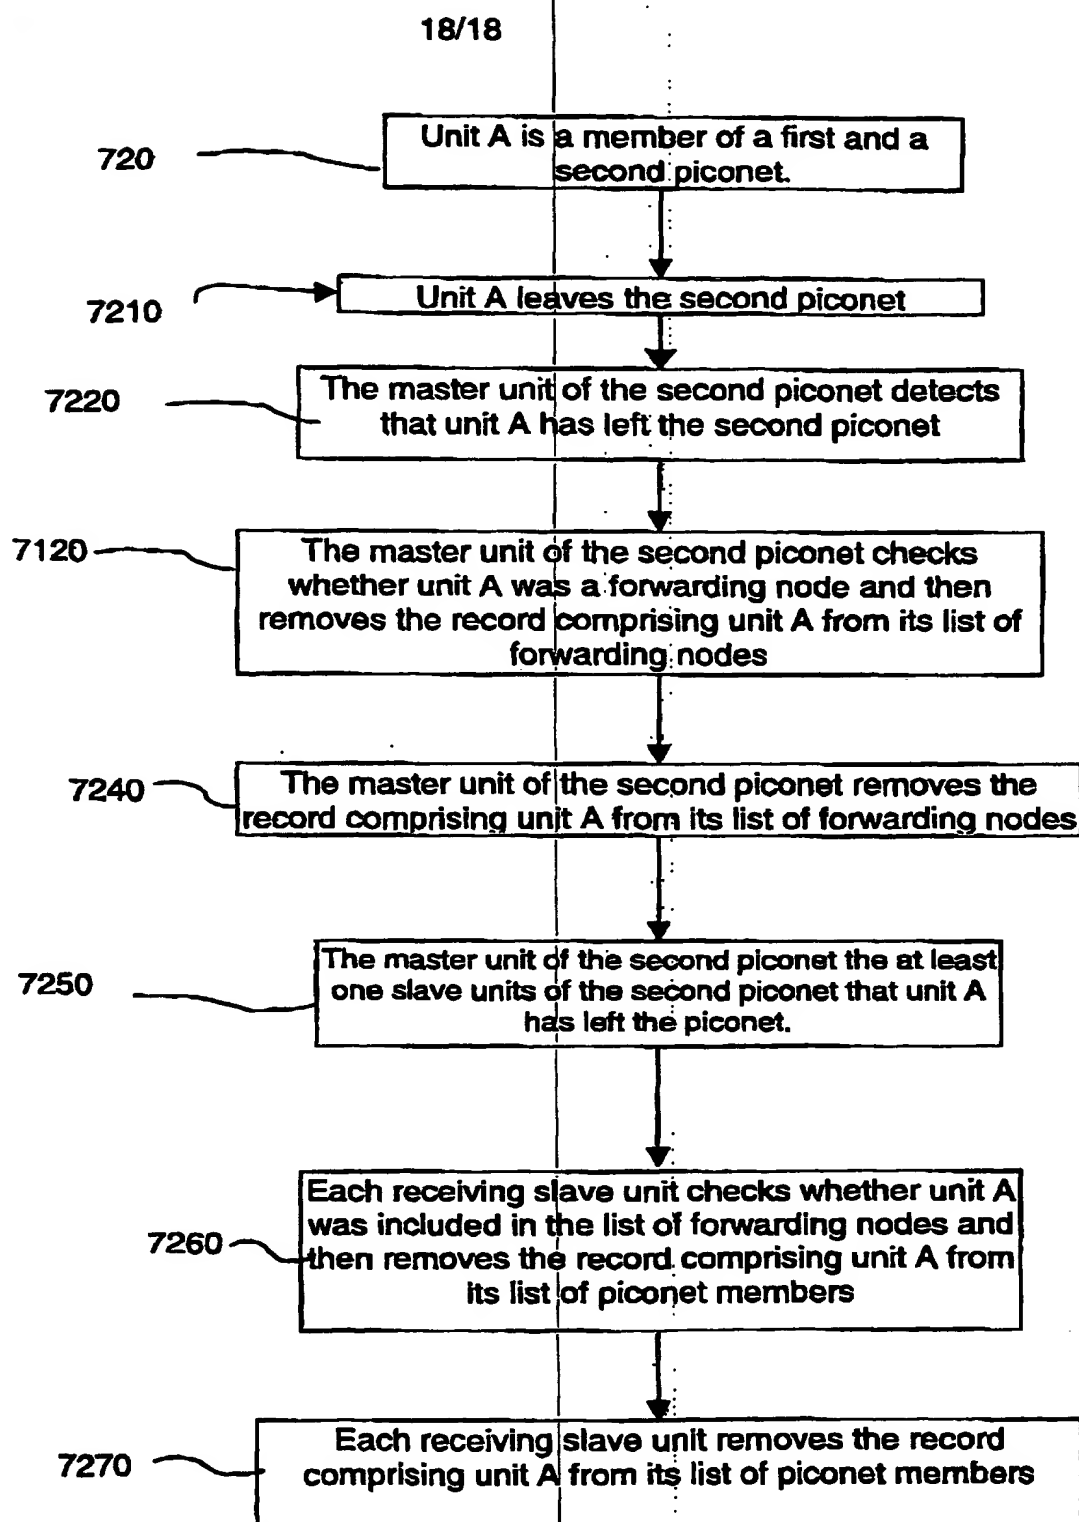 18/18
720
Unit A is a member of a first and a
second piconet.
7210
Unit A leaves the second piconet
7220
The master unit of the second piconet detects
that unit A has left the second piconet
7120
The master unit of the second piconet checks
whether unit A was a forwarding node and then
removes the record comprising unit A from its list of
forwarding nodes
7240
The master unit of the second piconet removes the
record comprising unit A from its list of forwarding nodes
7250
The master unit of the second piconet the at least
one slave units of the second piconet that unit A
has left the piconet.
7260
Each receiving slave unit checks whether unit A
was included in the list of forwarding nodes and
then removes the record comprising unit A from
its list of piconet members
7270
Each receiving slave unit removes the record
comprising unit A from its list of piconet members